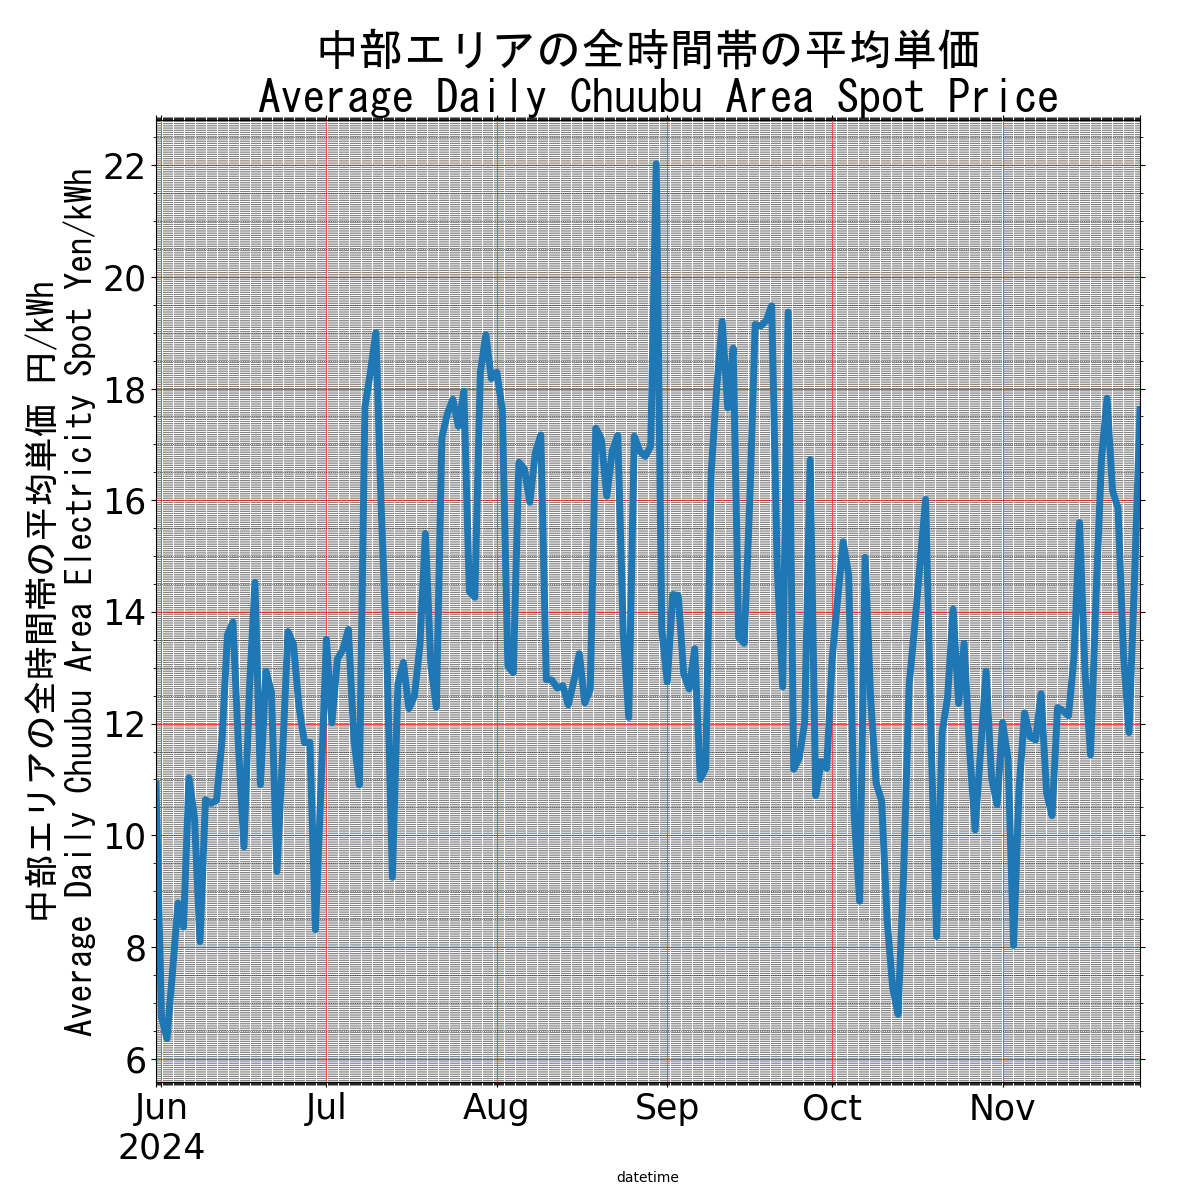 中部エリアの全時間帯の平均単価
Average Daily Chuubu Area Spot Price
中部エリアの全時間帯の平均単価 円/kWh
Average Daily Chuubu Area Electricity Spot Yen/kWh
22
20
18
16
14
12
10
8
6
Jun Jul Aug Sep Oct Nov
2024
datetime